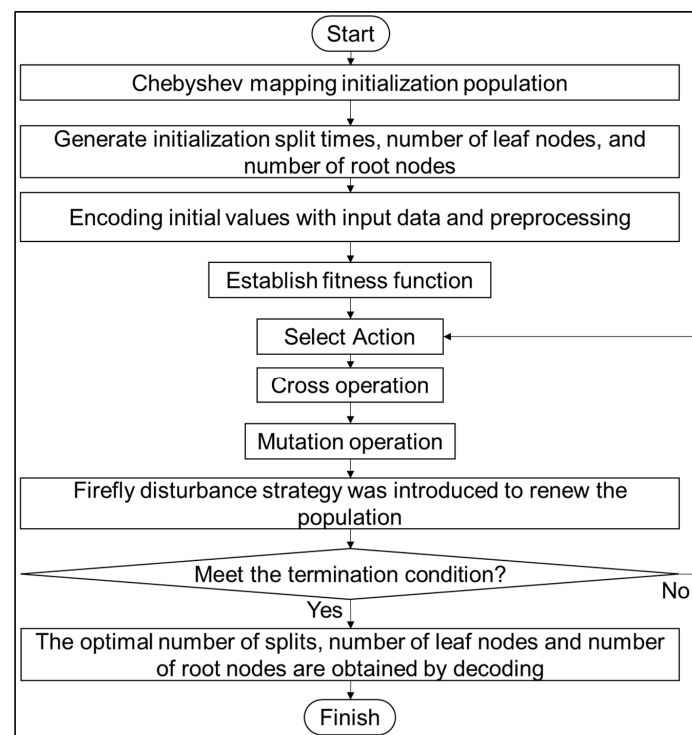 Start
Chebyshev mapping initialization population
Generate initialization split times, number of leaf nodes, and
number of root nodes
Encoding initial values with input data and preprocessing
Establish fitness function
Select Action
Cross operation
Mutation operation
Firefly disturbance strategy was introduced to renew the
population
Meet the termination condition?
No
Yes
The optimal number of splits, number of leaf nodes and number
of root nodes are obtained by decoding
Finish